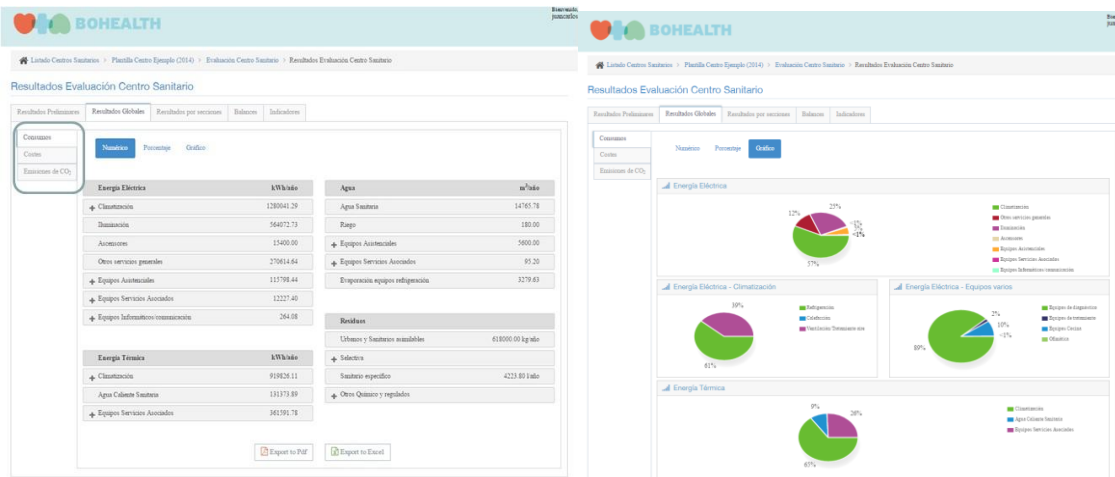 BOHEALTH
Bienvenido,
juancarlos
Listado Centros Sanitarios > Plantilla Centro Ejemplo (2014) > Evaluación Centro Sanitario > Resultados Evaluación Centro Sanitario
Resultados Evaluación Centro Sanitario
Resultados Preliminares Resultados Globales Resultados por secciones Balances Indicadores
Consumos
Costes
Emisiones de CO2
Numérico Porcentaje Gráfico
Energía Eléctrica kWh/año
Climatización 1280041.29
Iluminación 564072.73
Ascensores 15400.00
Otros servicios generales 270614.64
Equipos Asistenciales 115798.44
Equipos Servicios Asociados 12227.40
Equipos Informáticos/comunicación 264.08
Energía Térmica kWh/año
Climatización 919826.11
Agua Caliente Sanitaria 131373.89
Equipos Servicios Asociados 361591.78
Agua m3/año
Agua Sanitaria 14765.78
Riego 180.00
Equipos Asistenciales 5600.00
Equipos Servicios Asociados 95.20
Evaporación equipos refrigeración 3279.63
Residuos
Urbanos y Sanitarios asimilables 618000.00 kg/año
Selectiva
Sanitario específico 4223.80 l/año
Otros Químico y regulados
Export to Pdf Export to Excel
BOHEALTH
Listado Centros Sanitarios > Plantilla Centro Ejemplo (2014) > Evaluación Centro Sanitario > Resultados Evaluación Centro Sanitario
Resultados Evaluación Centro Sanitario
Resultados Preliminares Resultados Globales Resultados por secciones Balances Indicadores
Consumos
Costes
Emisiones de CO2
Numérico Porcentaje Gráfico
Energía Eléctrica
12%
25%
<1%
5%
<1%
57%
Climatización
Otros servicios generales
Iluminación
Ascensores
Equipos Asistenciales
Equipos Servicios Asociados
Equipos Informáticos/comunicación
Energía Eléctrica - Climatización
39%
61%
Refrigeración
Calefacción
Ventilación/Tratamiento aire
Energía Eléctrica - Equipos varios
2%
10%
<1%
89%
Equipos de diagnóstico
Equipos de tratamiento
Equipos Cocina
Ofimática
Energía Térmica
9%
26%
65%
Climatización
Agua Caliente Sanitaria
Equipos Servicios Asociados